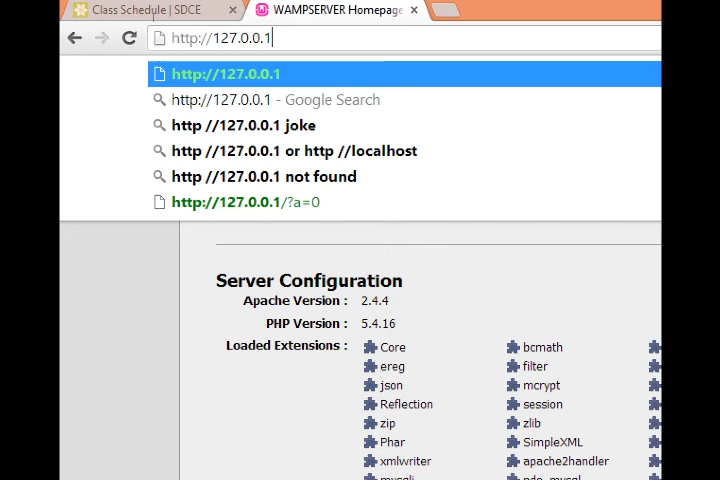 Class Schedule | SDCE
WAMPSERVER Homepage
http://127.0.0.1
http://127.0.0.1
http://127.0.0.1 - Google Search
http //127.0.0.1 joke
http //127.0.0.1 or http //localhost
http //127.0.0.1 not found
http://127.0.0.1/?a=0
Server Configuration
Apache Version : 2.4.4
PHP Version : 5.4.16
Loaded Extensions : Core bcmath
ereg filter
json mcrypt
Reflection session
zip zlib
Phar SimpleXML
xmlwriter apache2handler
mysqli pdo_mysql